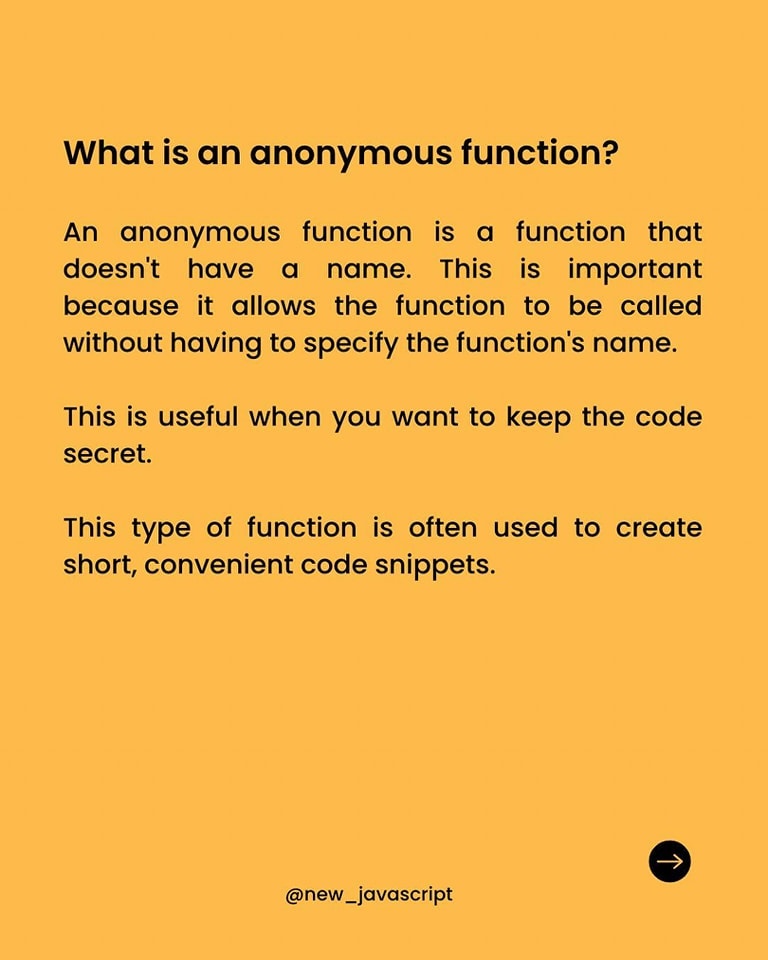 What is an anonymous function?
An anonymous function is a function that
doesn't have a name. This is important
because it allows the function to be called
without having to specify the function's name.
This is useful when you want to keep the code
secret.
This type of function is often used to create
short, convenient code snippets.
@new_javascript